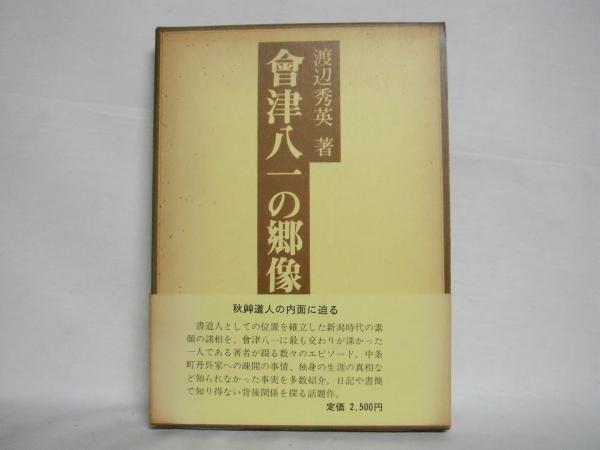 渡辺秀英 著
會津八一の郷像
秋艸道人の内面に迫る
書道人としての位置を確立した新潟時代の素
顔の諸相を、會津八一に最も交わりが深かった
一人である著者が綴る数々のエピソード。中条
町丹呉家への疎開の事情、独身の生涯の真相な
ど知られなかった事実を多数紹介。日記や書簡
で知り得ない背後関係を探る話題作。
定価 2,500円